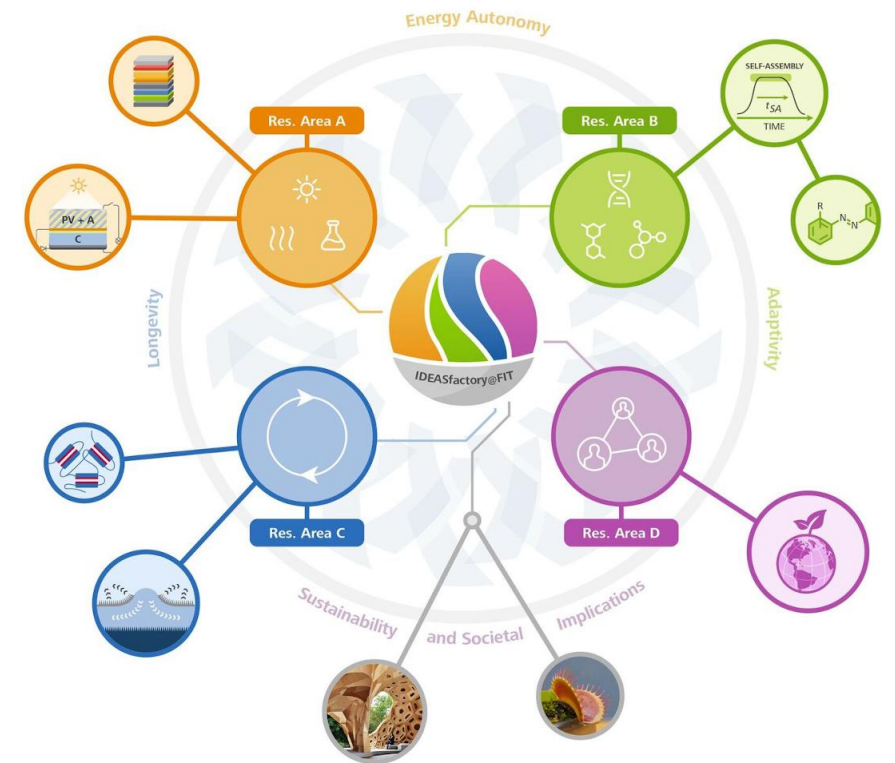 Energy Autonomy
SELF-ASSEMBLY
tSA
TIME
Res. Area A
Res. Area B
PV + A
C
R
N
N
Longevity
Adaptivity
IDEASfactory@FIT
Res. Area C
Res. Area D
Sustainability and Societal Implications